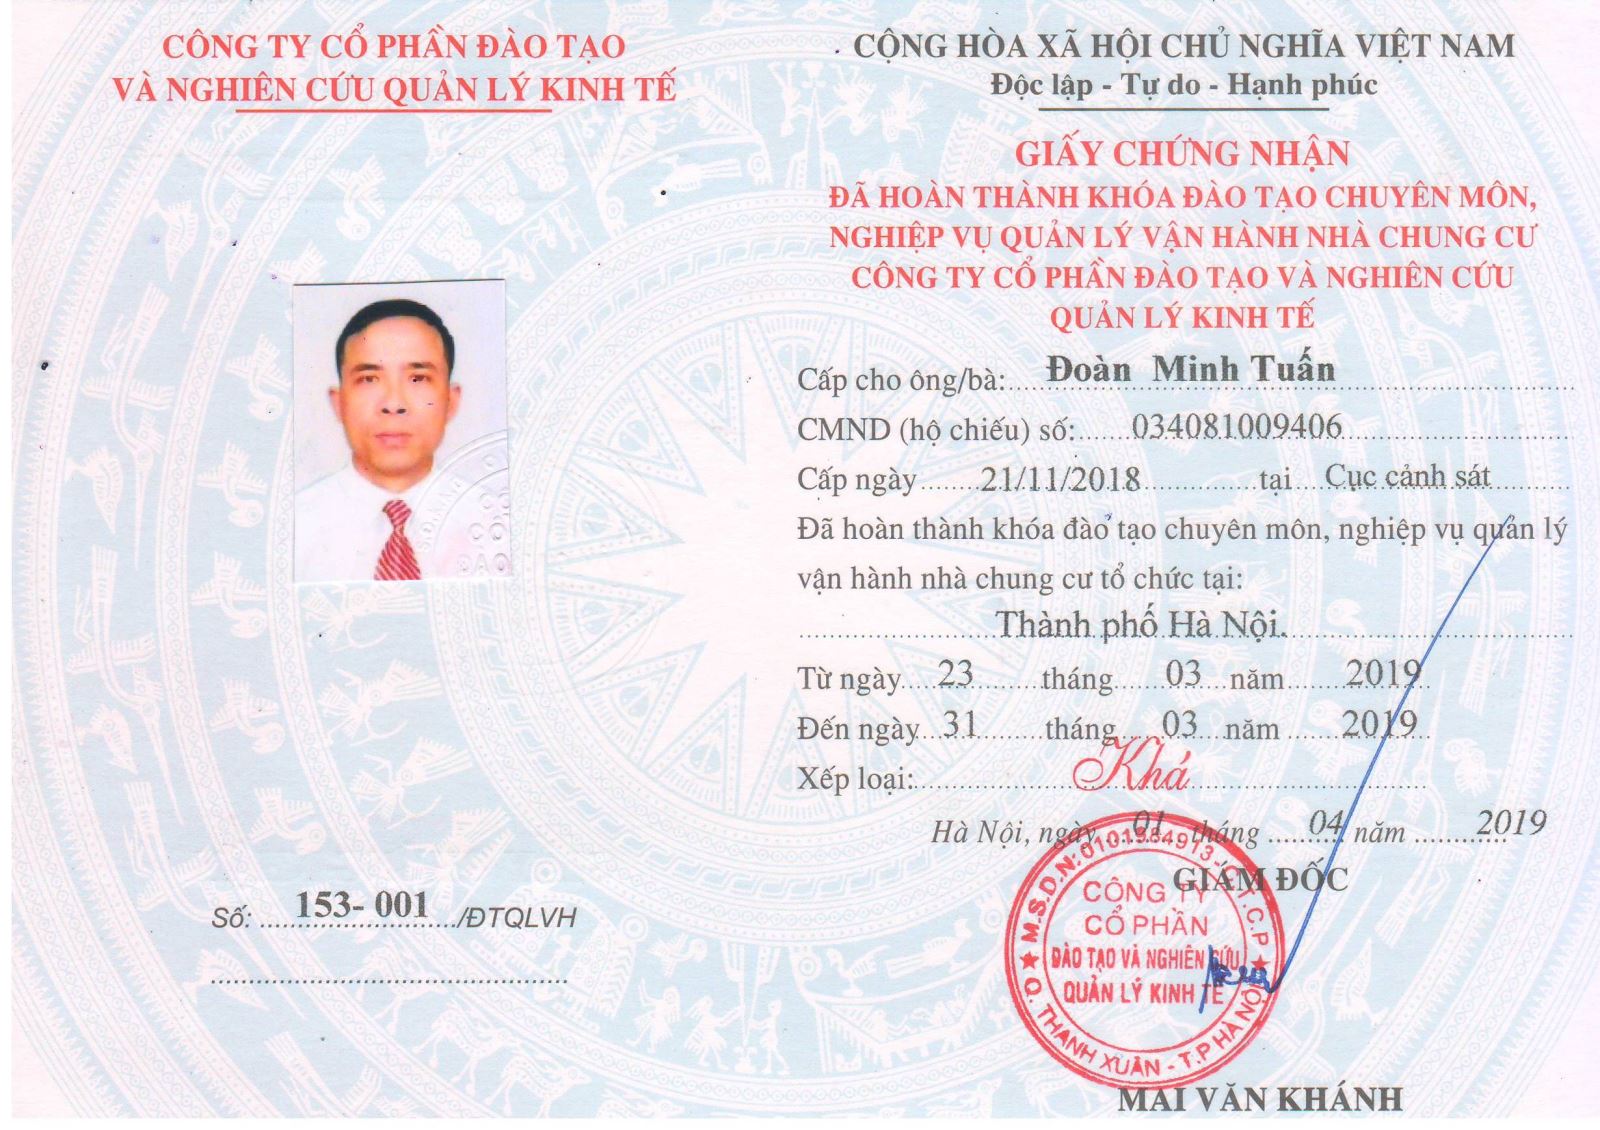 CÔNG TY CỔ PHẦN ĐÀO TẠO
VÀ NGHIÊN CỨU QUẢN LÝ KINH TẾ
Số: 153- 001 /ĐTQLVH
CỘNG HÒA XÃ HỘI CHỦ NGHĨA VIỆT NAM
Độc lập - Tự do - Hạnh phúc
GIẤY CHỨNG NHẬN
ĐÃ HOÀN THÀNH KHÓA ĐÀO TẠO CHUYÊN MÔN,
NGHIỆP VỤ QUẢN LÝ VẬN HÀNH NHÀ CHUNG CƯ
CÔNG TY CỔ PHẦN ĐÀO TẠO VÀ NGHIÊN CỨU
QUẢN LÝ KINH TẾ
Cấp cho ông/bà: Đoàn Minh Tuấn
CMND (hộ chiếu) số: 034081009406
Cấp ngày 21/11/2018 tại Cục cảnh sát
Đã hoàn thành khóa đào tạo chuyên môn, nghiệp vụ quản lý
vận hành nhà chung cư tổ chức tại:
Thành phố Hà Nội.
Từ ngày 23 tháng 03 năm 2019
Đến ngày 31 tháng 03 năm 2019
Xếp loại: Khá
Hà Nội, ngày 01 tháng 04 năm 2019
GIÁM ĐỐC
M.S.D.N: 0101984913 - C.T.C.P
CÔNG TY
CỔ PHẦN
ĐÀO TẠO VÀ NGHIÊN CỨU
QUẢN LÝ KINH TẾ
Q. THANH XUÂN - T.P HÀ NỘI
MAI VĂN KHÁNH